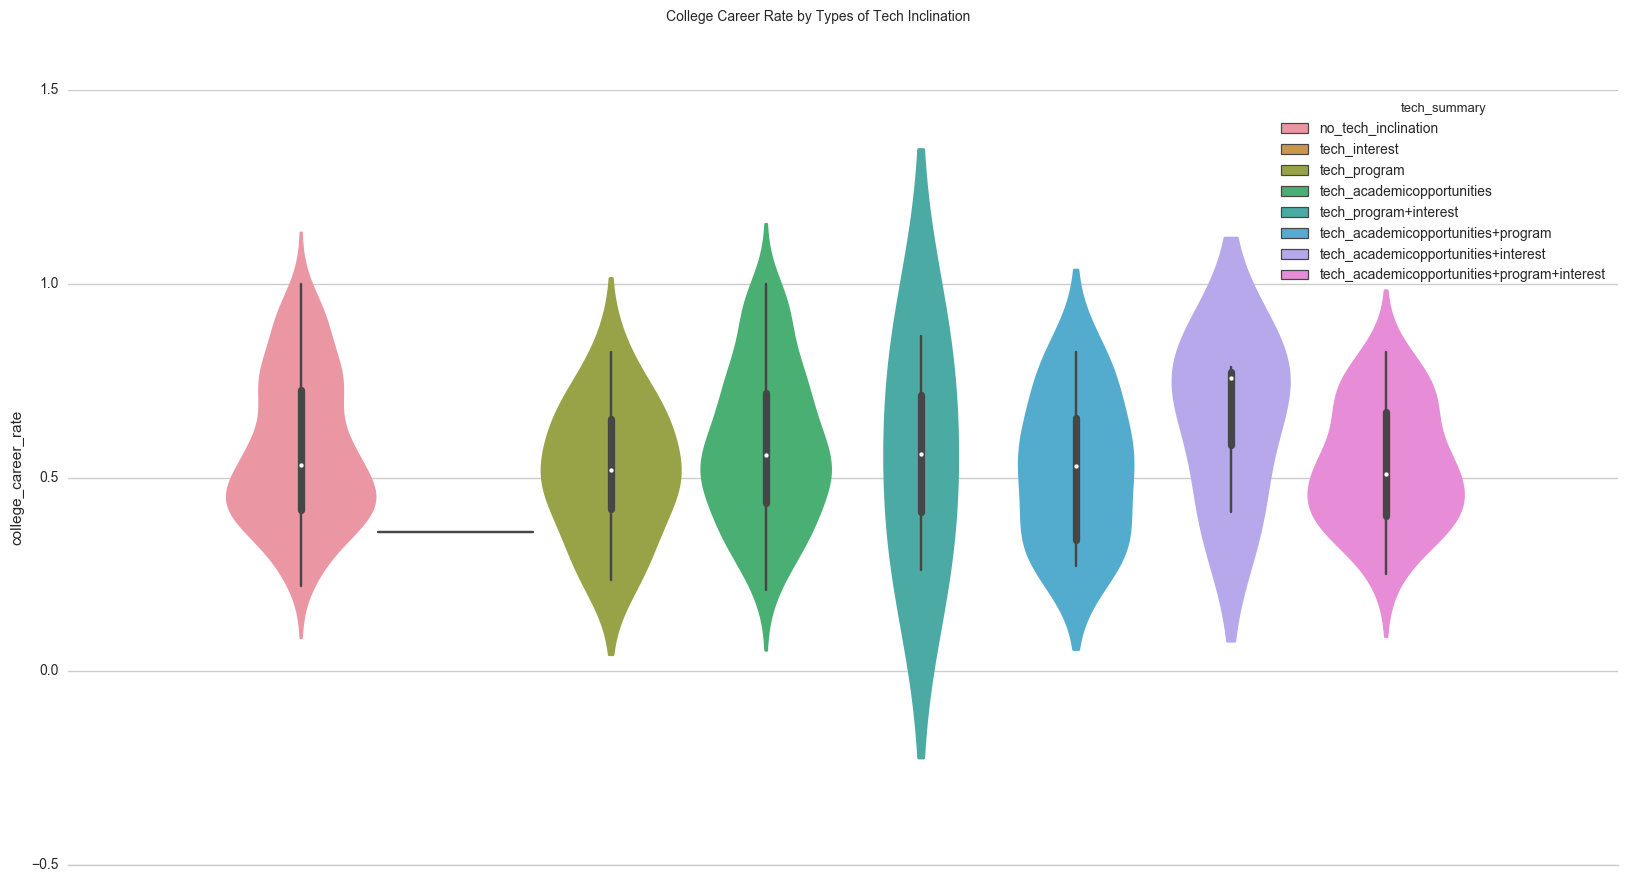 College Career Rate by Types of Tech Inclination
1.5
1.0
0.5
0.0
−0.5
college_career_rate
tech_summary
no_tech_inclination
tech_interest
tech_program
tech_academicopportunities
tech_program+interest
tech_academicopportunities+program
tech_academicopportunities+interest
tech_academicopportunities+program+interest